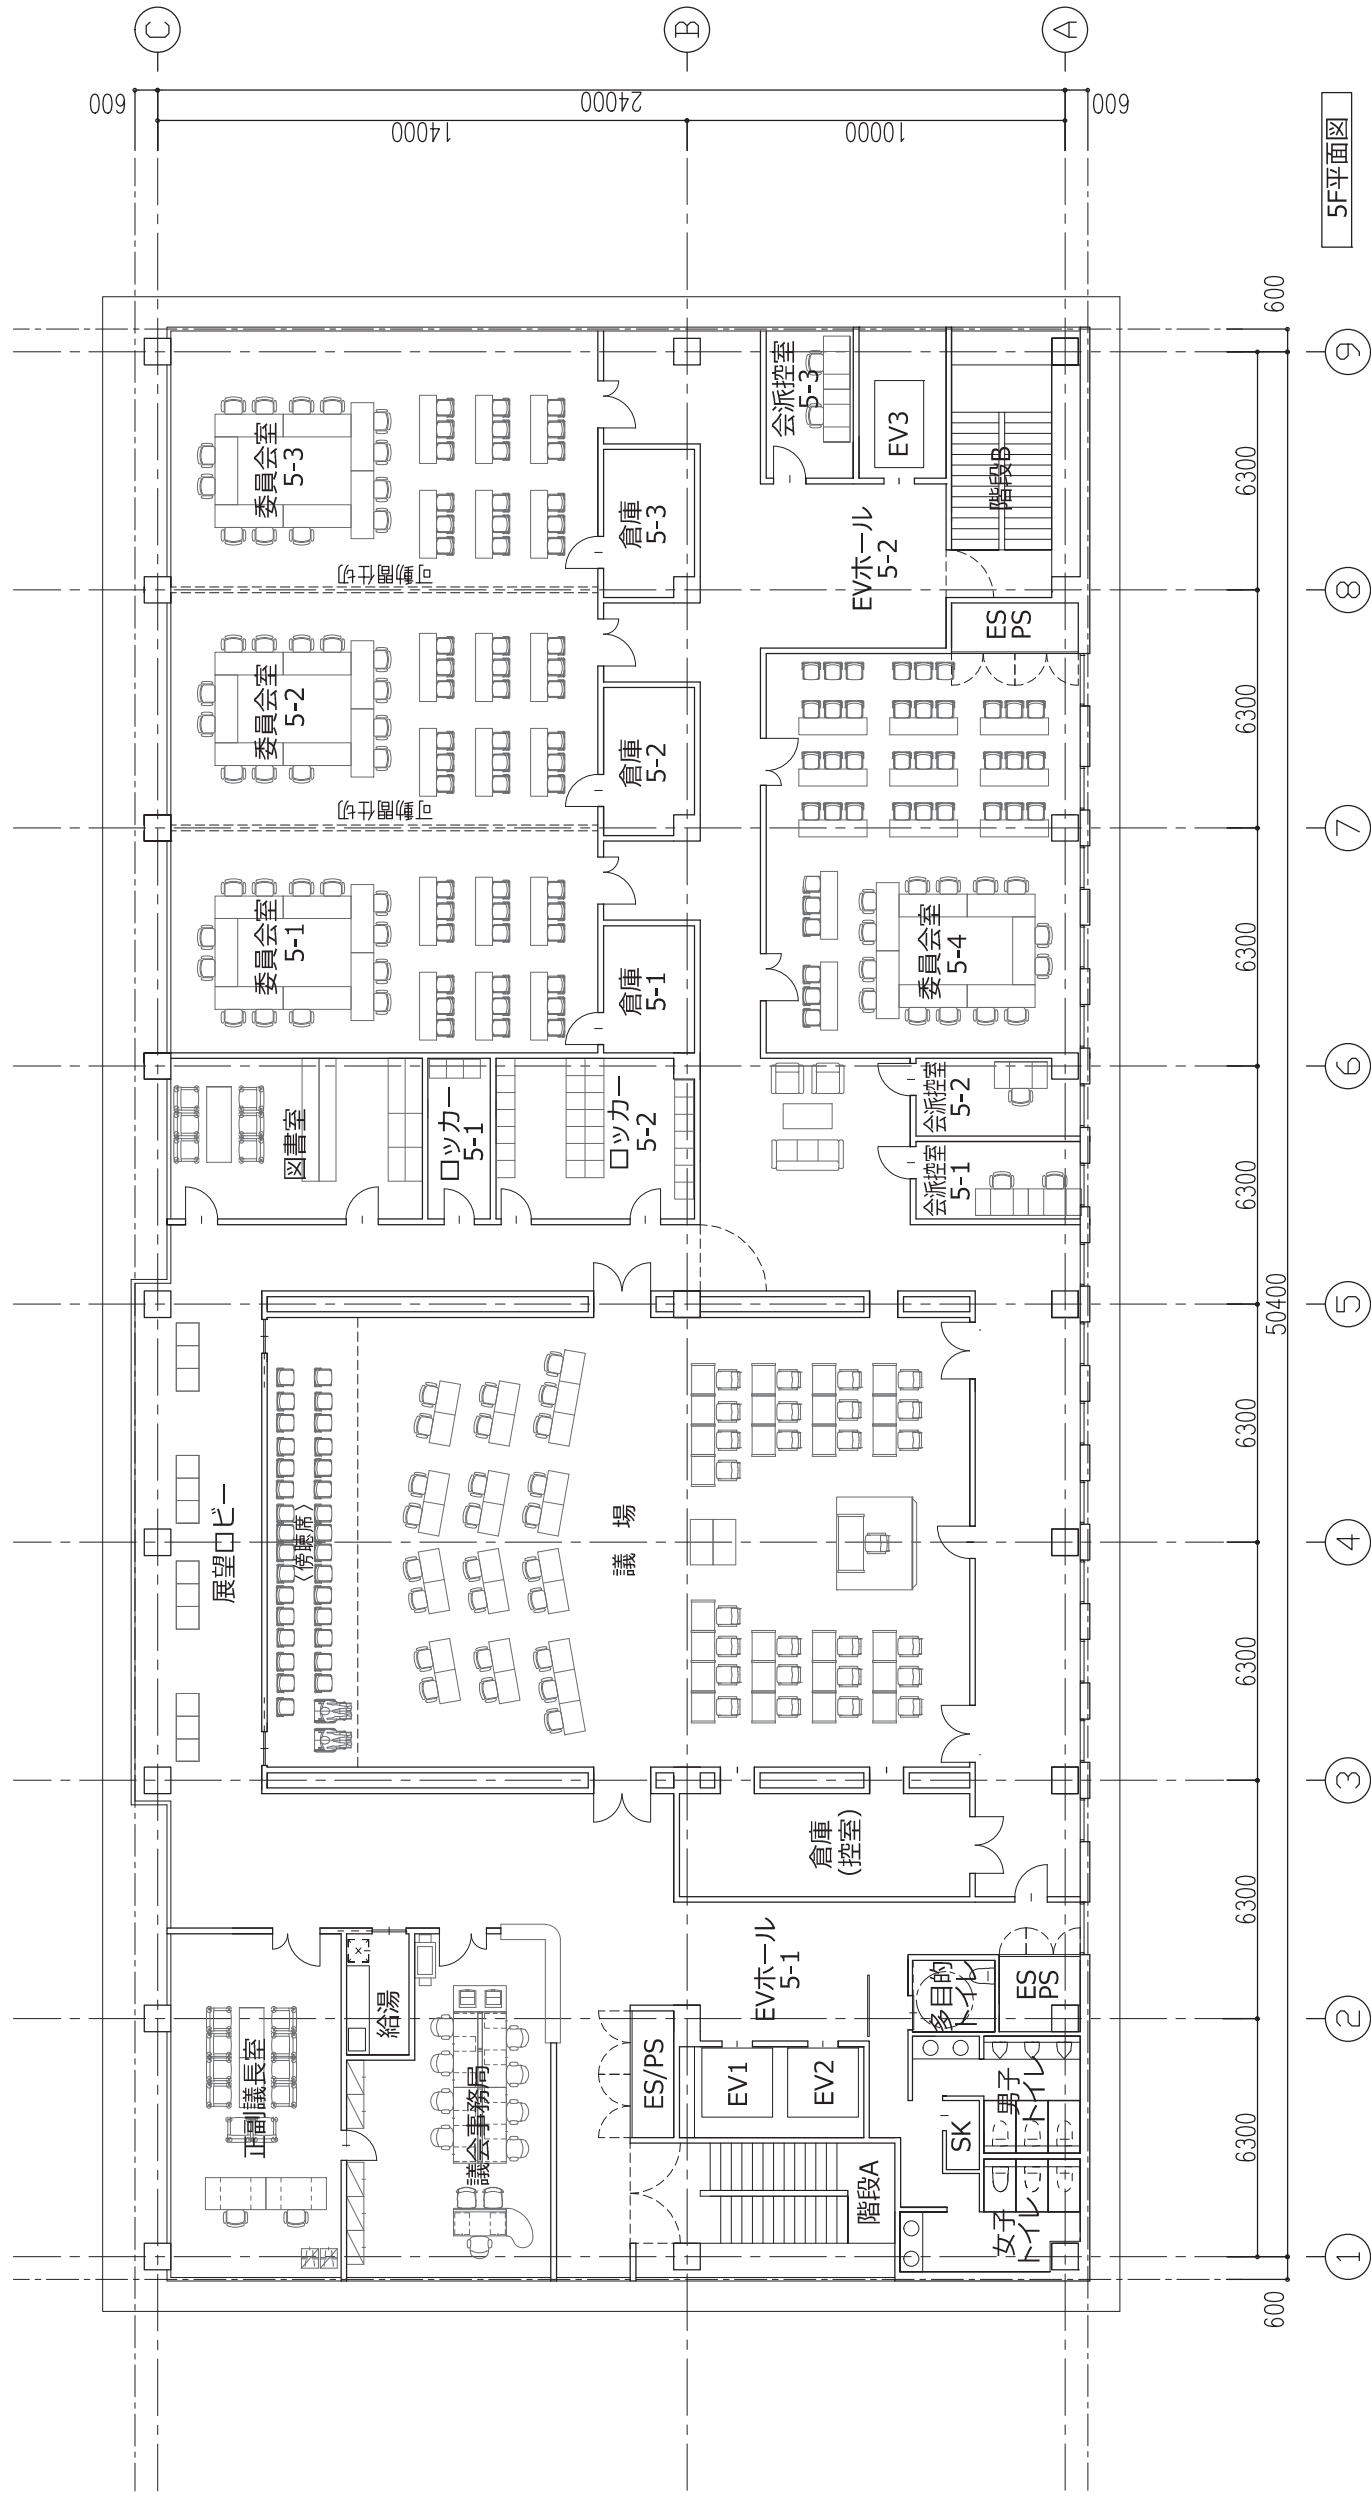 5F平面図
C
B
A
600
24000
600
14000
10000
委員会室
5-3
可動間仕切
委員会室
5-2
可動間仕切
委員会室
5-1
倉庫
5-3
倉庫
5-2
倉庫
5-1
会派控室
5-3
EV3
階段B
EVホール
5-2
ES
PS
委員会室
5-4
図書室
ロッカー
5-1
ロッカー
5-2
会派控室
5-2
会派控室
5-1
展望ロビー
〈傍聴席〉
議 場
倉庫
(控室)
正副議長室
給湯
議会事務局
ES/PS
EVホール
5-1
EV1
EV2
階段A
多目的
トイレ
ES
PS
SK
男子
トイレ
女子
トイレ
600
6300
6300
6300
6300
6300
6300
6300
6300
600
50400
1
2
3
4
5
6
7
8
9